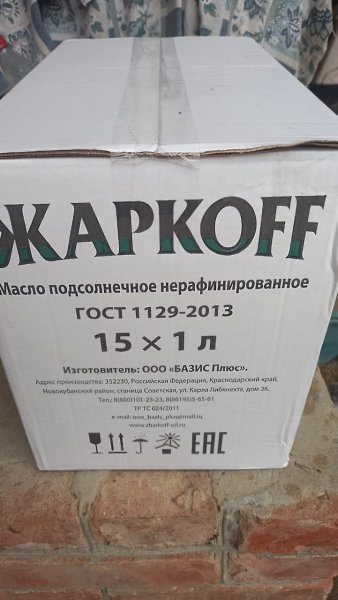 ЖАРКОFF
Масло подсолнечное нерафинированное
ГОСТ 1129-2013
15 × 1 л
Изготовитель: ООО «БАЗИС Плюс».
Адрес производства: 352230, Российская Федерация, Краснодарский край,
Новокубанский район, станица Советская, ул. Карла Либкнехта, дом 36.
Тел.: 8(800)101-23-23, 8(86195)5-65-61
ТР ТС 024/2011
e-mail: ooo_bazis_plus@mail.ru
www.zharkoff-oil.ru
EAC